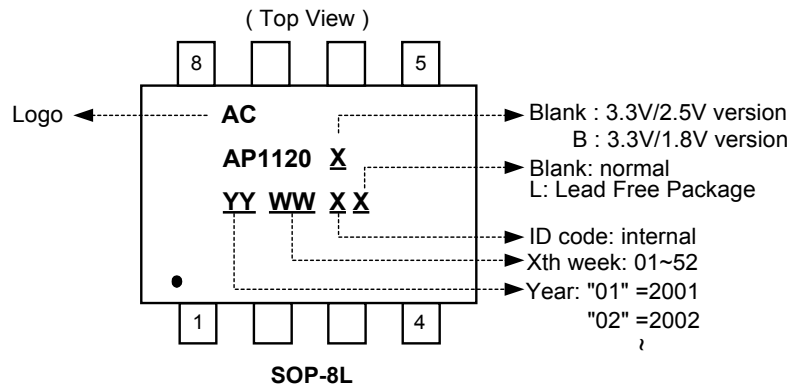 ( Top View )
8 5
Logo AC Blank : 3.3V/2.5V version
B : 3.3V/1.8V version
AP1120 X
Blank: normal
L: Lead Free Package
YY WW X X
ID code: internal
Xth week: 01~52
Year: "01" =2001
"02" =2002
~
1 4
SOP-8L